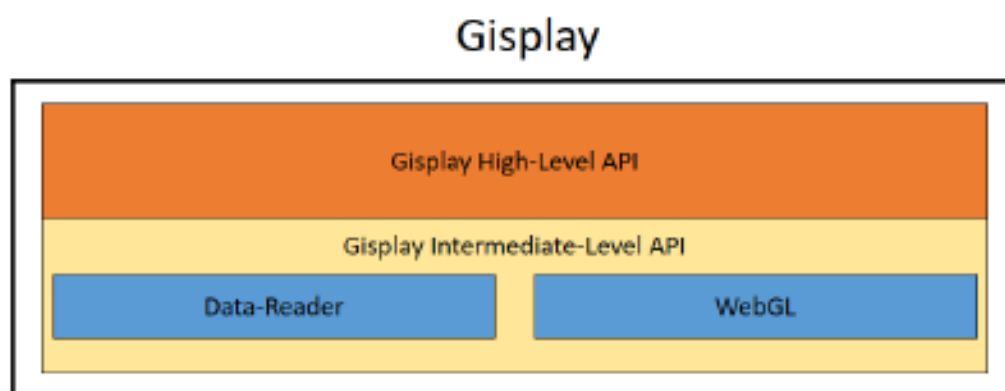 Gisplay
Gisplay High-Level API
Gisplay Intermediate-Level API
Data-Reader
WebGL